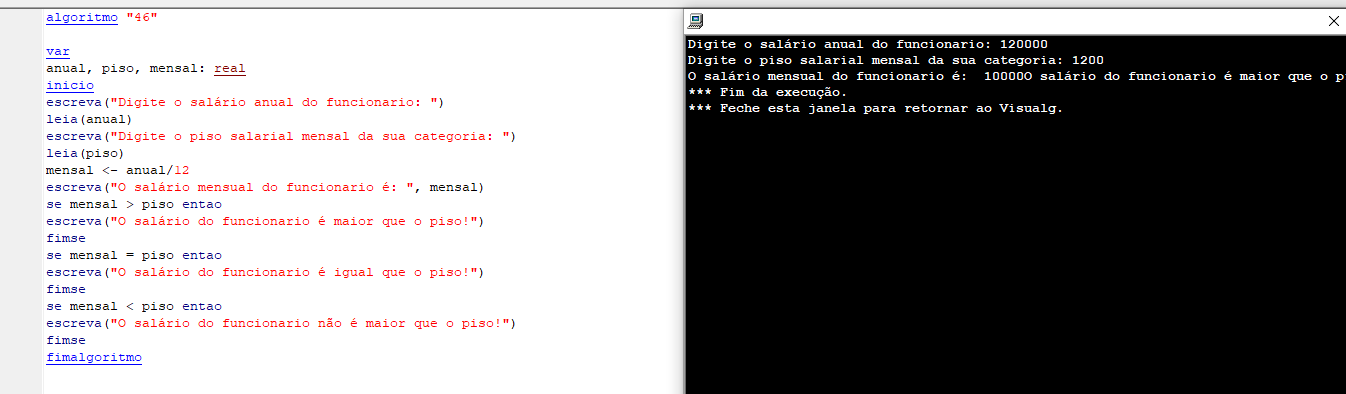 algoritmo "46"
var
anual, piso, mensal: real
inicio
escreva("Digite o salário anual do funcionario: ")
leia(anual)
escreva("Digite o piso salarial mensal da sua categoria: ")
leia(piso)
mensal <- anual/12
escreva("O salário mensual do funcionario é: ", mensal)
se mensal > piso entao
escreva("O salário do funcionario é maior que o piso!")
fimse
se mensal = piso entao
escreva("O salário do funcionario é igual que o piso!")
fimse
se mensal < piso entao
escreva("O salário do funcionario não é maior que o piso!")
fimse
fimalgoritmo
Digite o salário anual do funcionario: 120000
Digite o piso salarial mensal da sua categoria: 1200
O salário mensual do funcionario é:  10000O salário do funcionario é maior que o p
*** Fim da execução.
*** Feche esta janela para retornar ao Visualg.